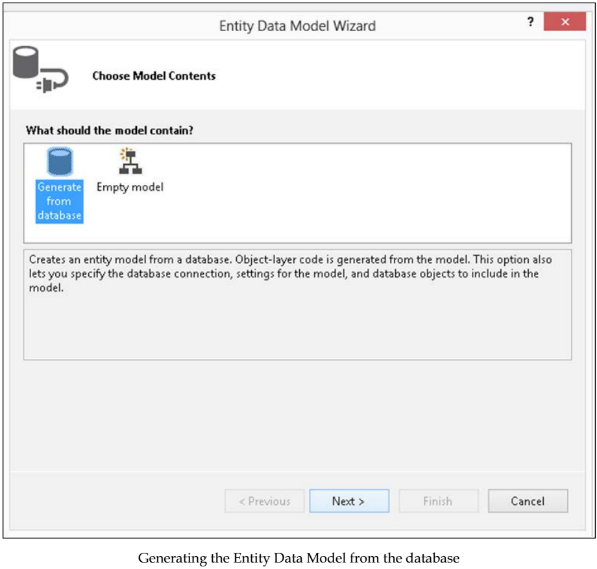 Entity Data Model Wizard
?
×
Choose Model Contents
What should the model contain?
Generate
from
database
Empty model
Creates an entity model from a database. Object-layer code is generated from the model. This option also
lets you specify the database connection, settings for the model, and database objects to include in the
model.
< Previous
Next >
Finish
Cancel
Generating the Entity Data Model from the database